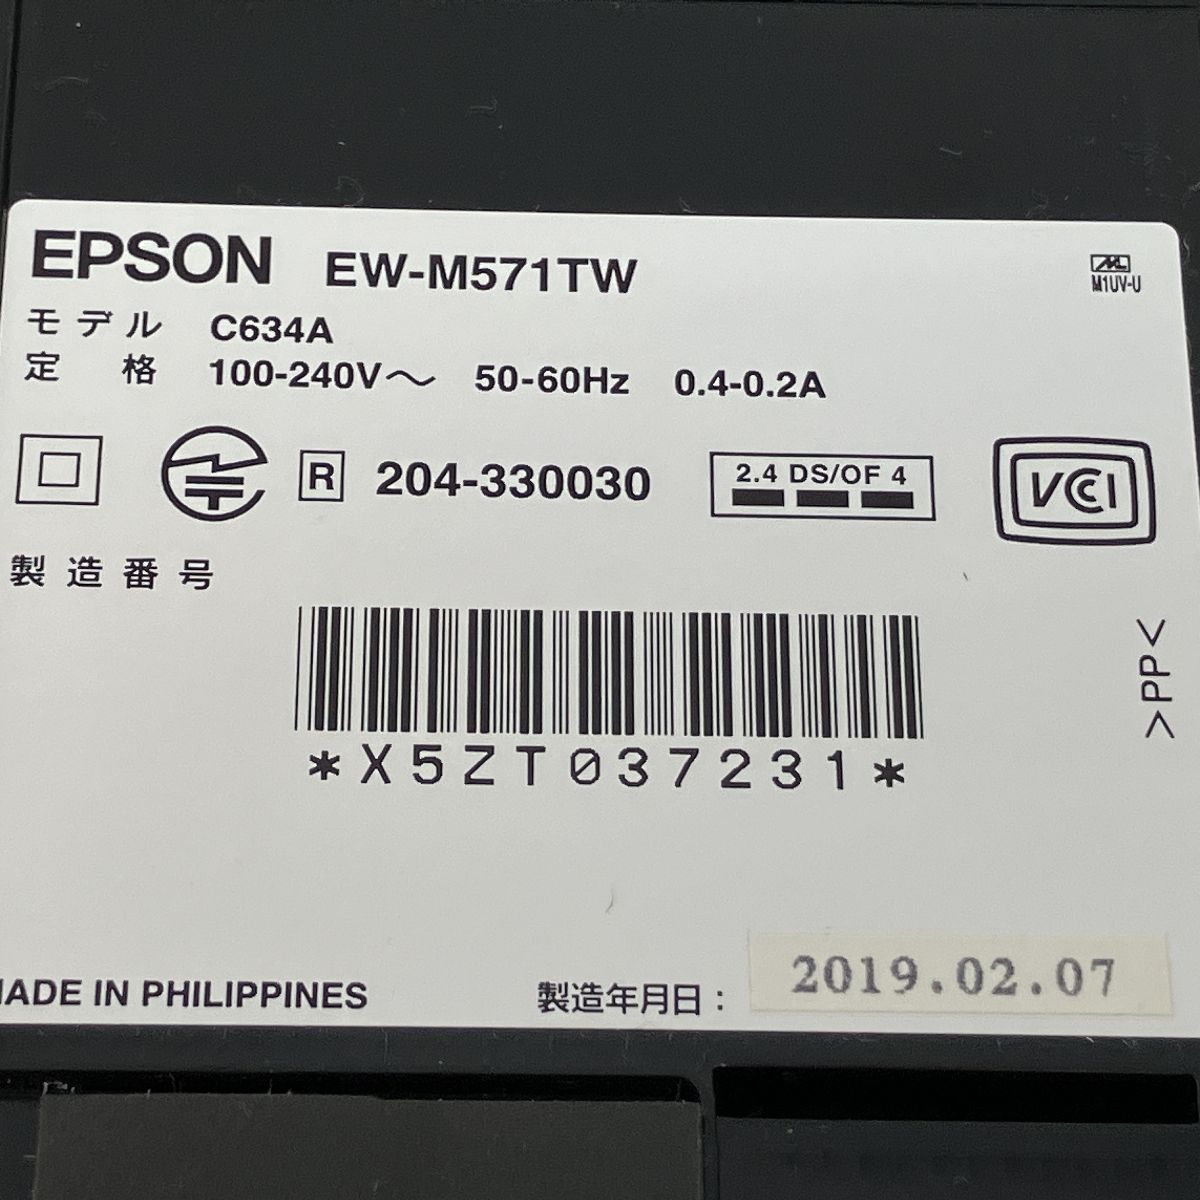 EPSON EW-M571TW
M1UV-U
モデル C634A
定格 100-240V～ 50-60Hz 0.4-0.2A
R 204-330030
2.4 DS/OF 4
VCCI
製造番号
*X5ZT037231*
>PP<
MADE IN PHILIPPINES
製造年月日：
2019.02.07